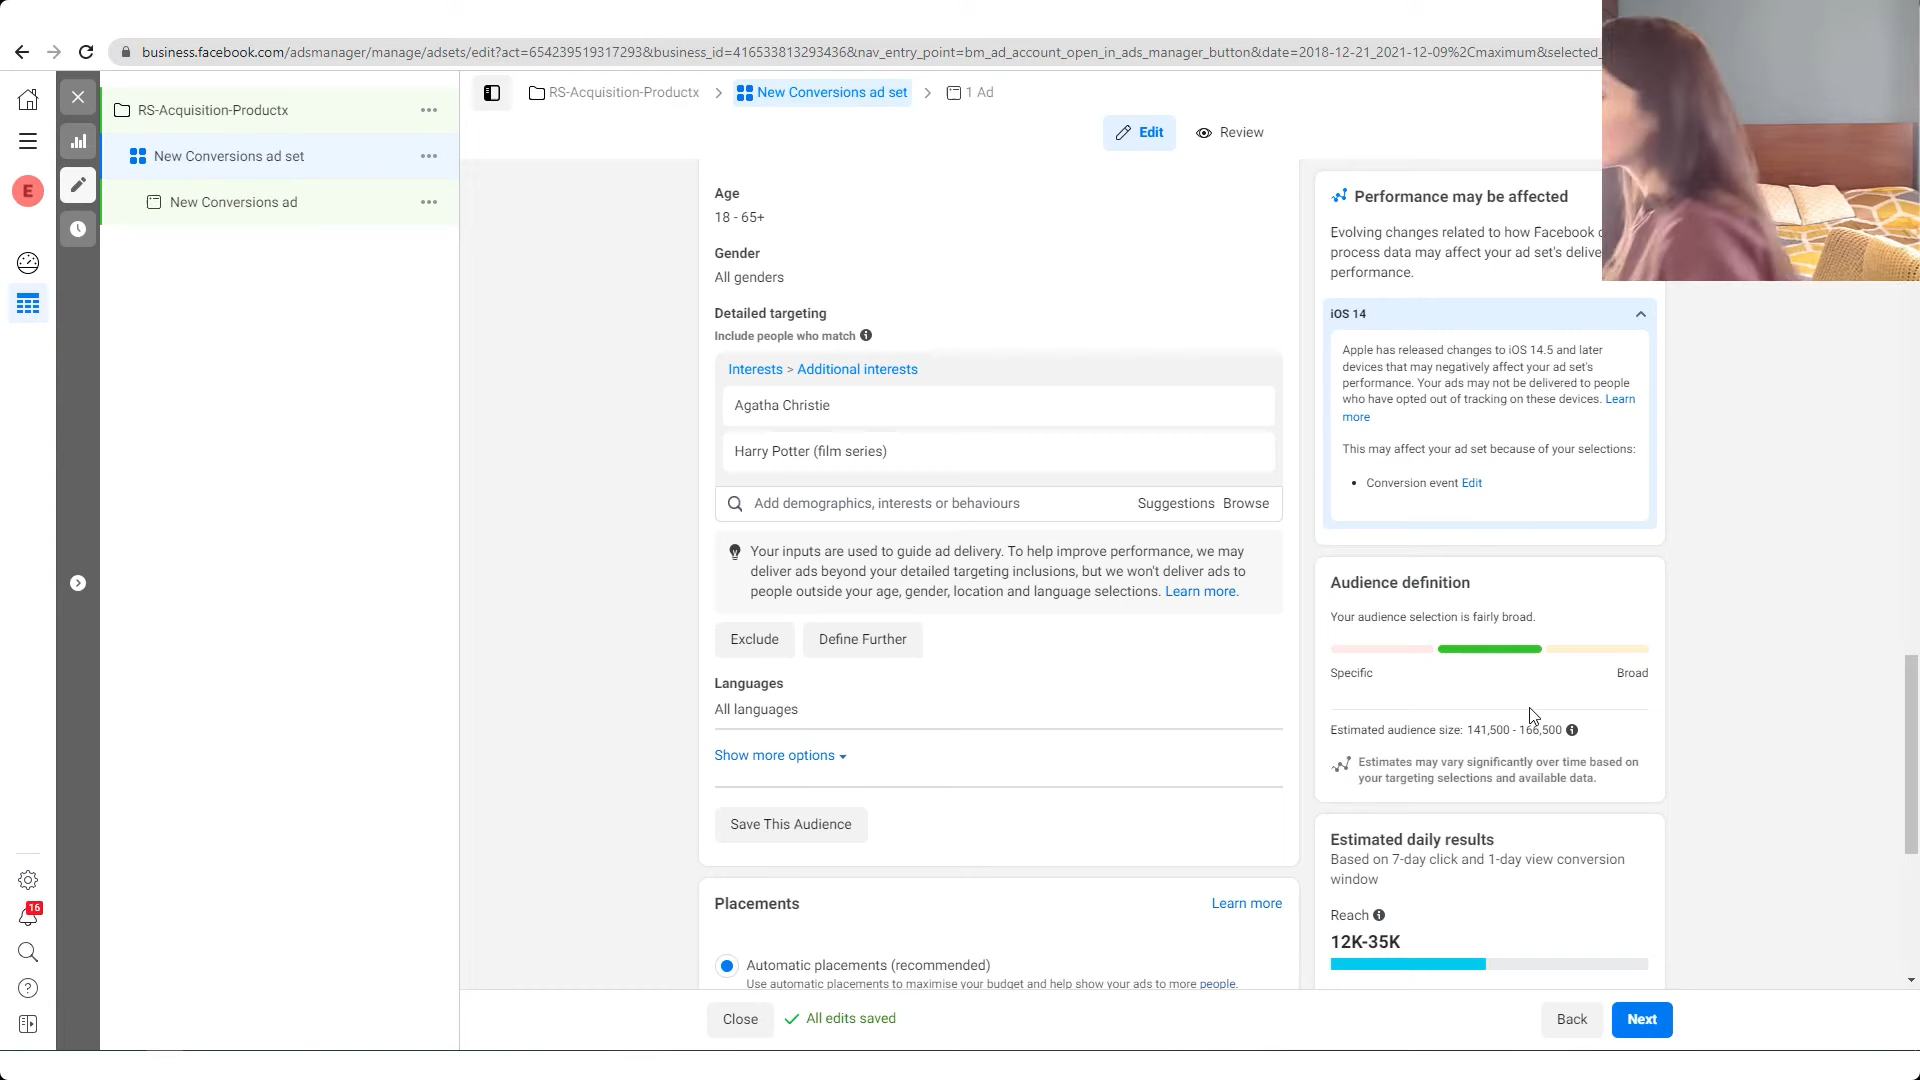 business.facebook.com/adsmanager/manage/adsets/edit?act=654239519317293&business_id=416533813293436&nav_entry_point=bm_ad_account_open_in_ads_manager_button&date=2018-12-21_2021-12-09%2Cmaximum&selected_
RS-Acquisition-Productx
New Conversions ad set
New Conversions ad
E
16
RS-Acquisition-Productx > New Conversions ad set > 1 Ad
Edit Review
Age
18 - 65+
Gender
All genders
Detailed targeting
Include people who match
Interests > Additional interests
Agatha Christie
Harry Potter (film series)
Add demographics, interests or behaviours Suggestions Browse
Your inputs are used to guide ad delivery. To help improve performance, we may
deliver ads beyond your detailed targeting inclusions, but we won't deliver ads to
people outside your age, gender, location and language selections. Learn more.
Exclude Define Further
Languages
All languages
Show more options
Save This Audience
Placements Learn more
Automatic placements (recommended)
Use automatic placements to maximise your budget and help show your ads to more people.
Close All edits saved Back Next
Performance may be affected
Evolving changes related to how Facebook
process data may affect your ad set's
performance.
iOS 14
Apple has released changes to iOS 14.5 and later
devices that may negatively affect your ad set's
performance. Your ads may not be delivered to people
who have opted out of tracking on these devices. Learn
more
This may affect your ad set because of your selections:
• Conversion event Edit
Audience definition
Your audience selection is fairly broad.
Specific Broad
Estimated audience size: 141,500 - 166,500
Estimates may vary significantly over time based on
your targeting selections and available data.
Estimated daily results
Based on 7-day click and 1-day view conversion
window
Reach
12K-35K